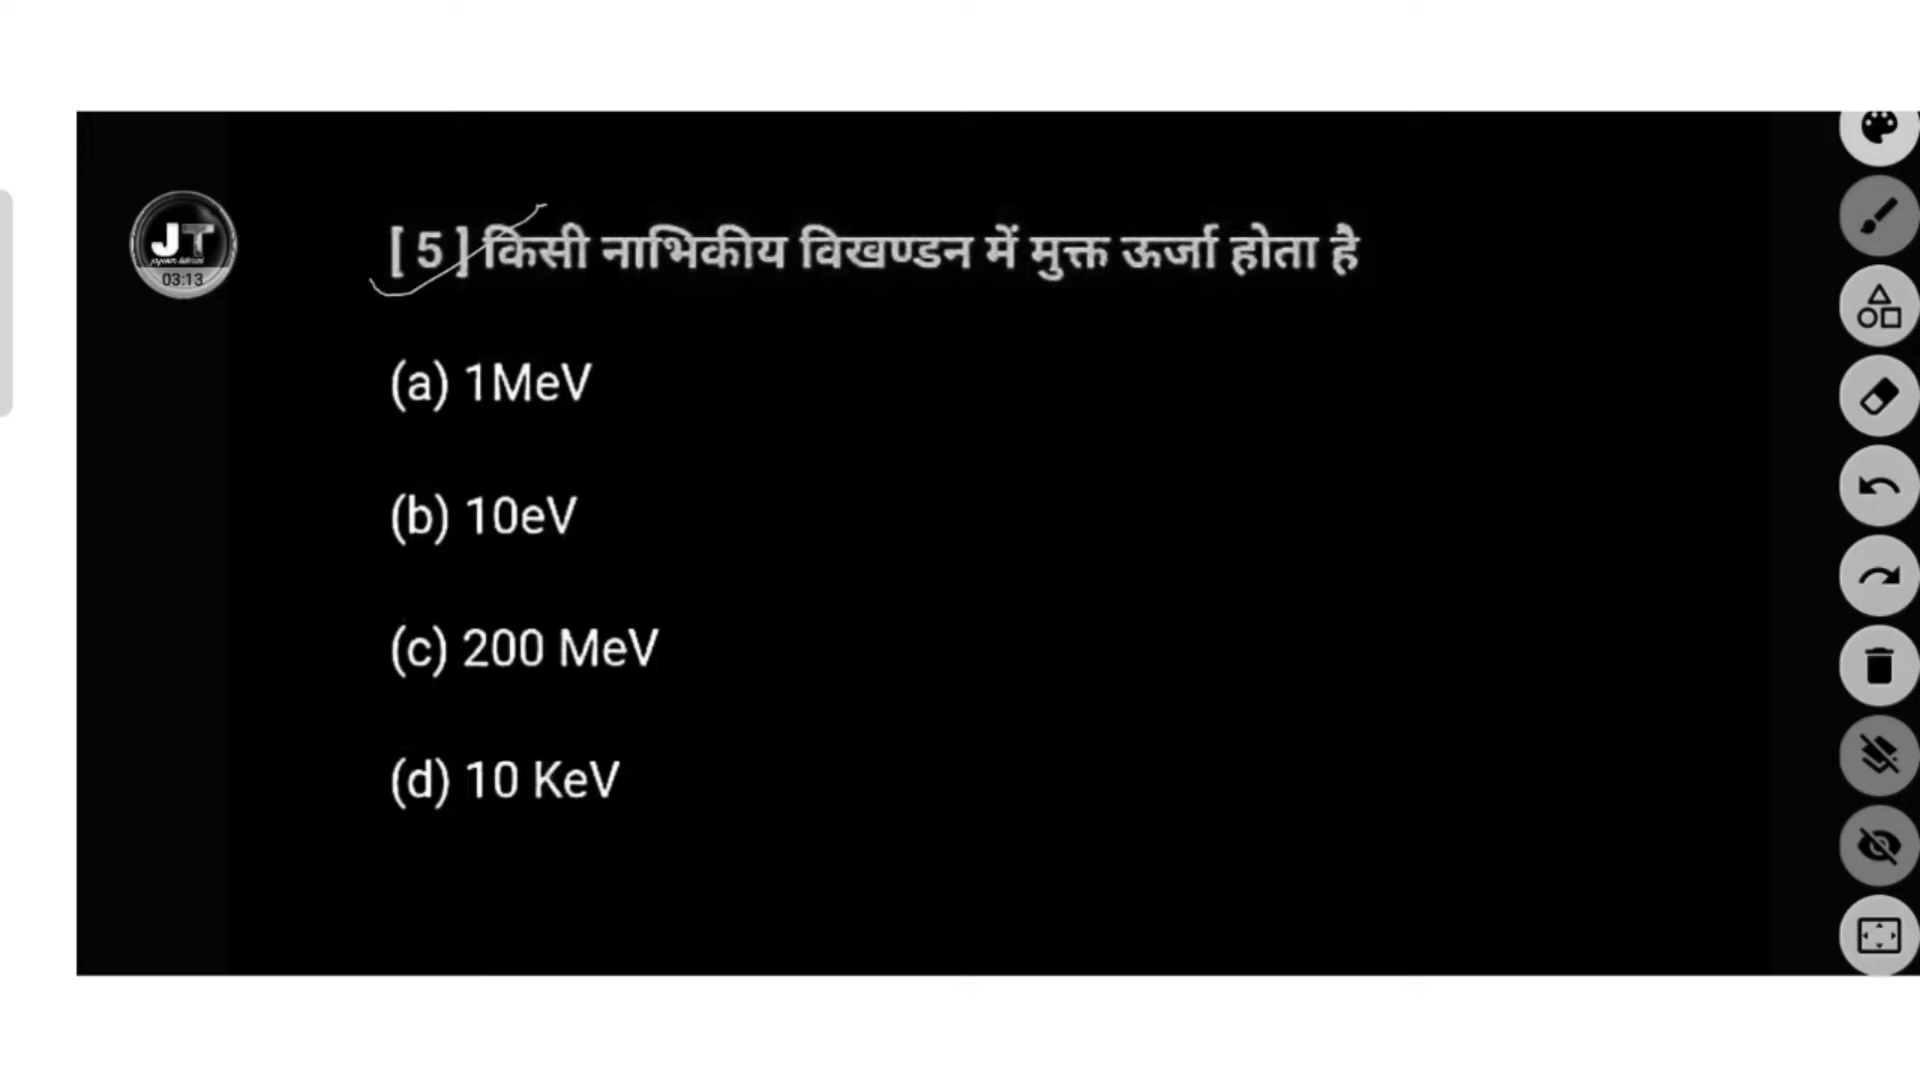 JT
03:13
[ 5 ] किसी नाभिकीय विखण्डन में मुक्त ऊर्जा होता है
(a) 1MeV
(b) 10eV
(c) 200 MeV
(d) 10 KeV